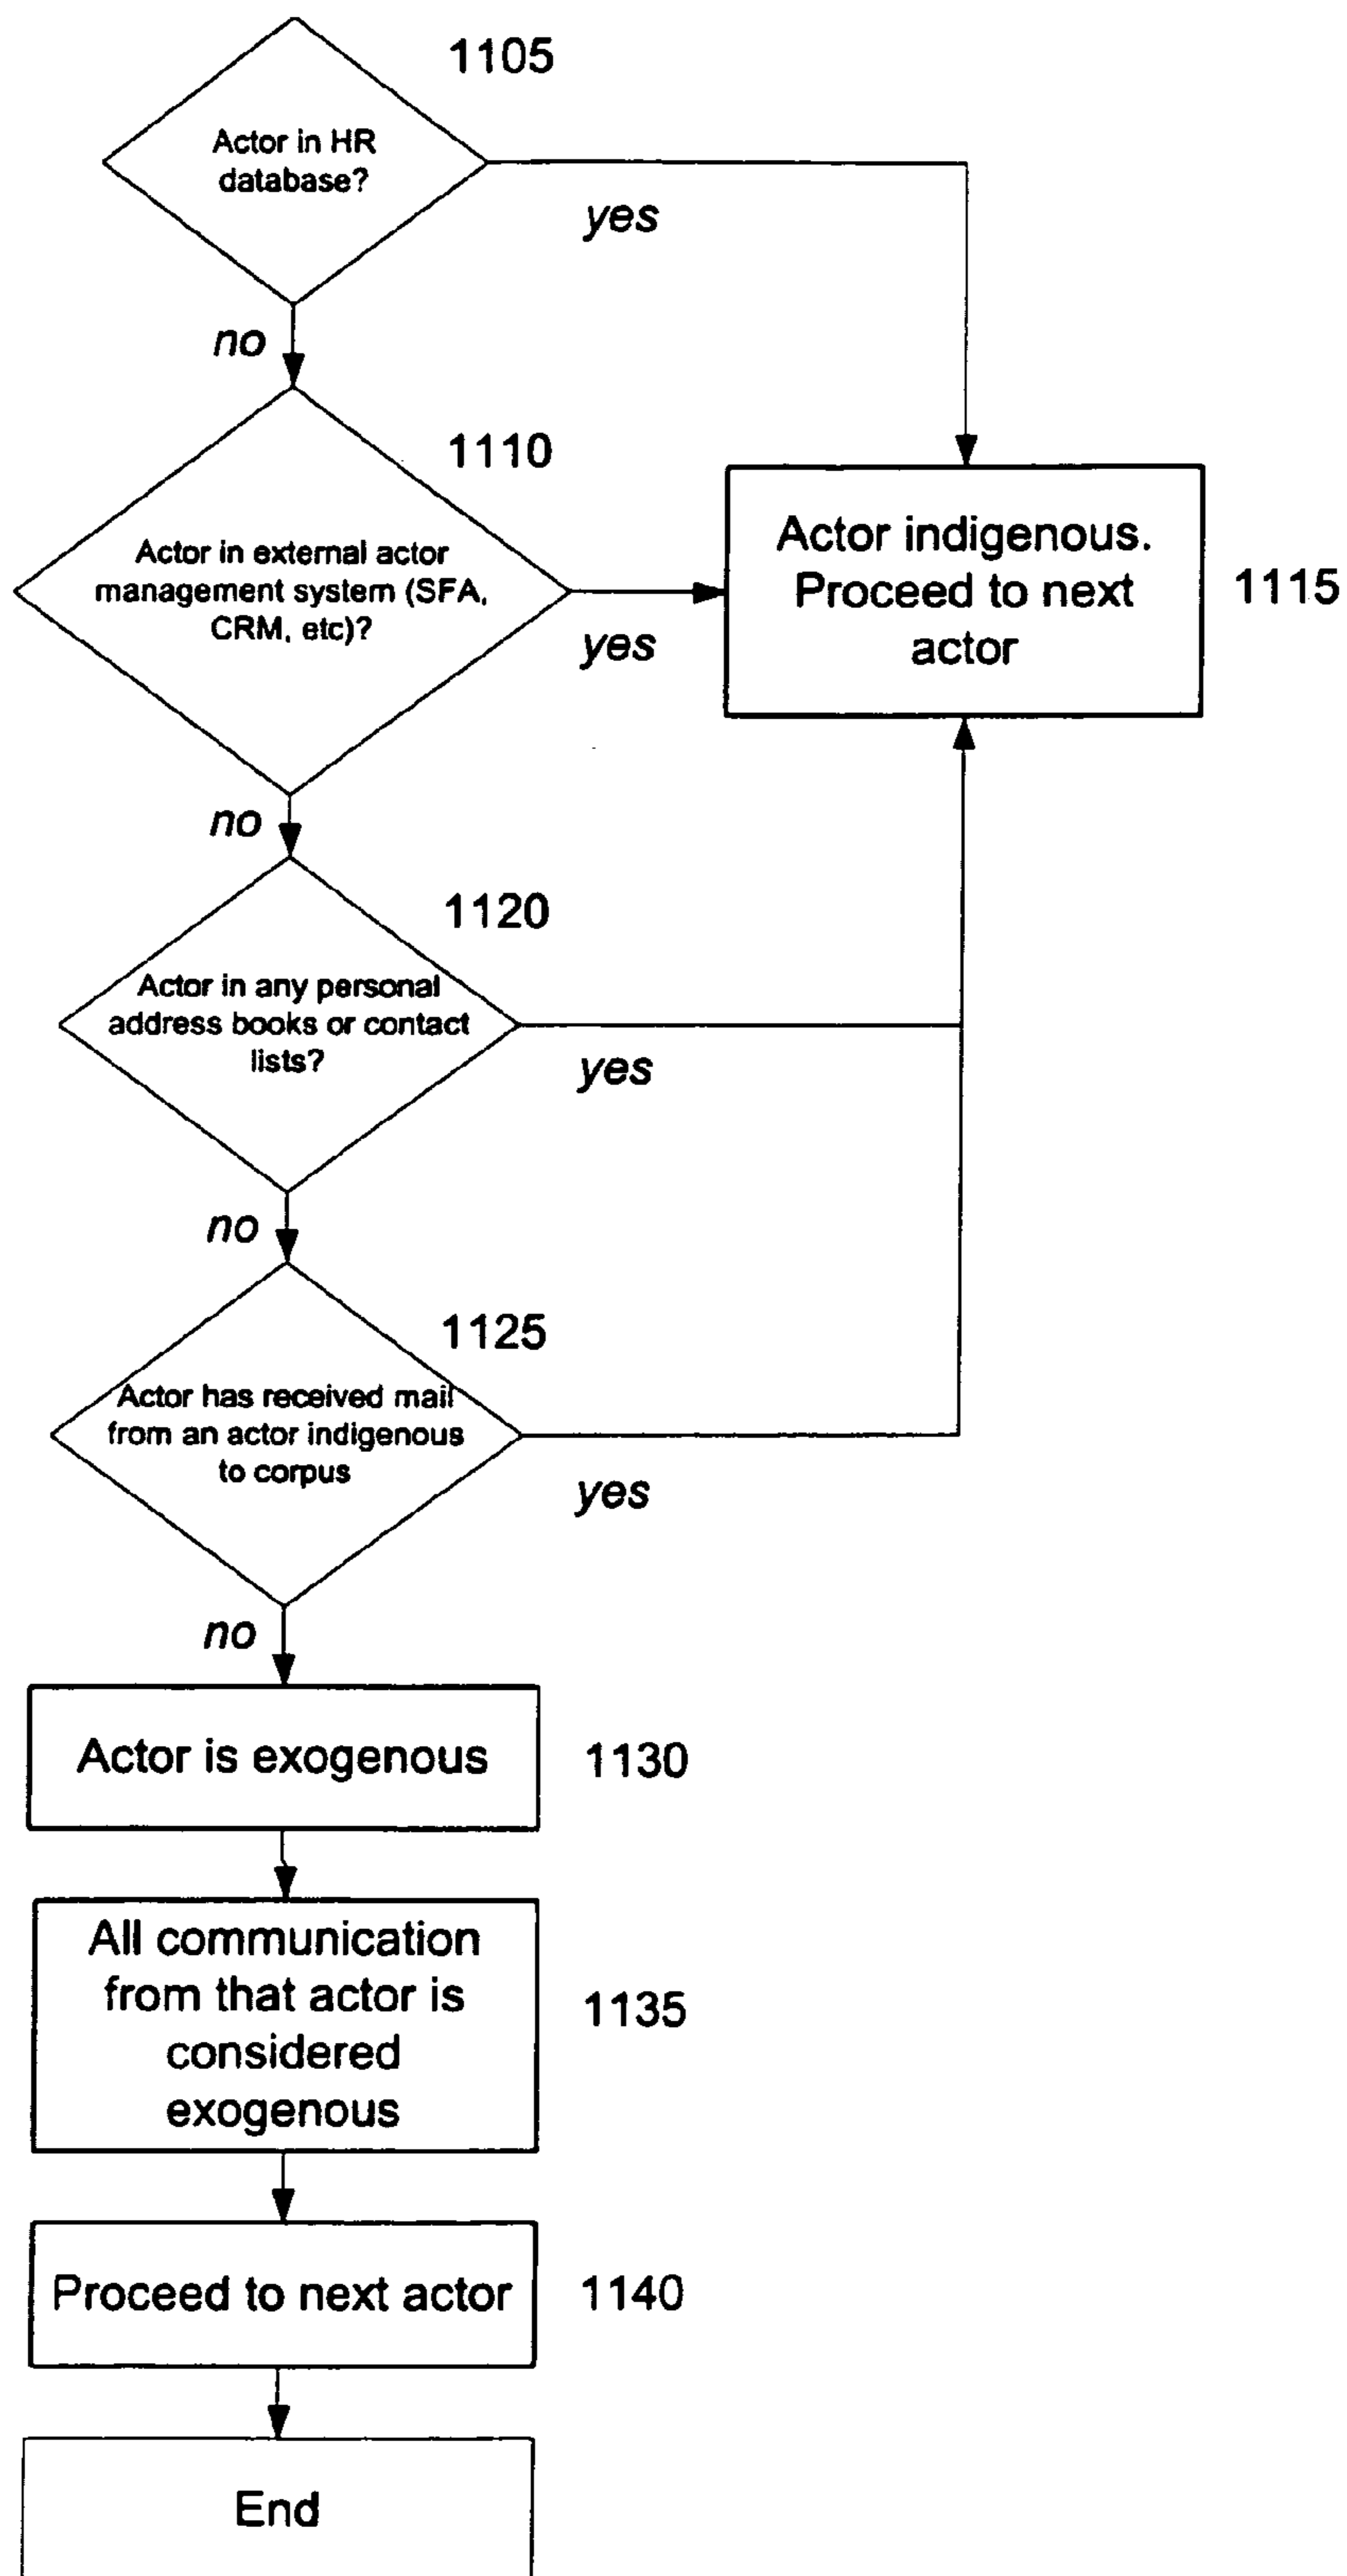 1105
Actor in HR
database?
yes
no
1110
Actor in external actor
management system (SFA,
CRM, etc)?
yes
Actor indigenous.
Proceed to next
actor
1115
no
1120
Actor in any personal
address books or contact
lists?
yes
no
1125
Actor has received mail
from an actor indigenous
to corpus
yes
no
Actor is exogenous
1130
All communication
from that actor is
considered
exogenous
1135
Proceed to next actor
1140
End